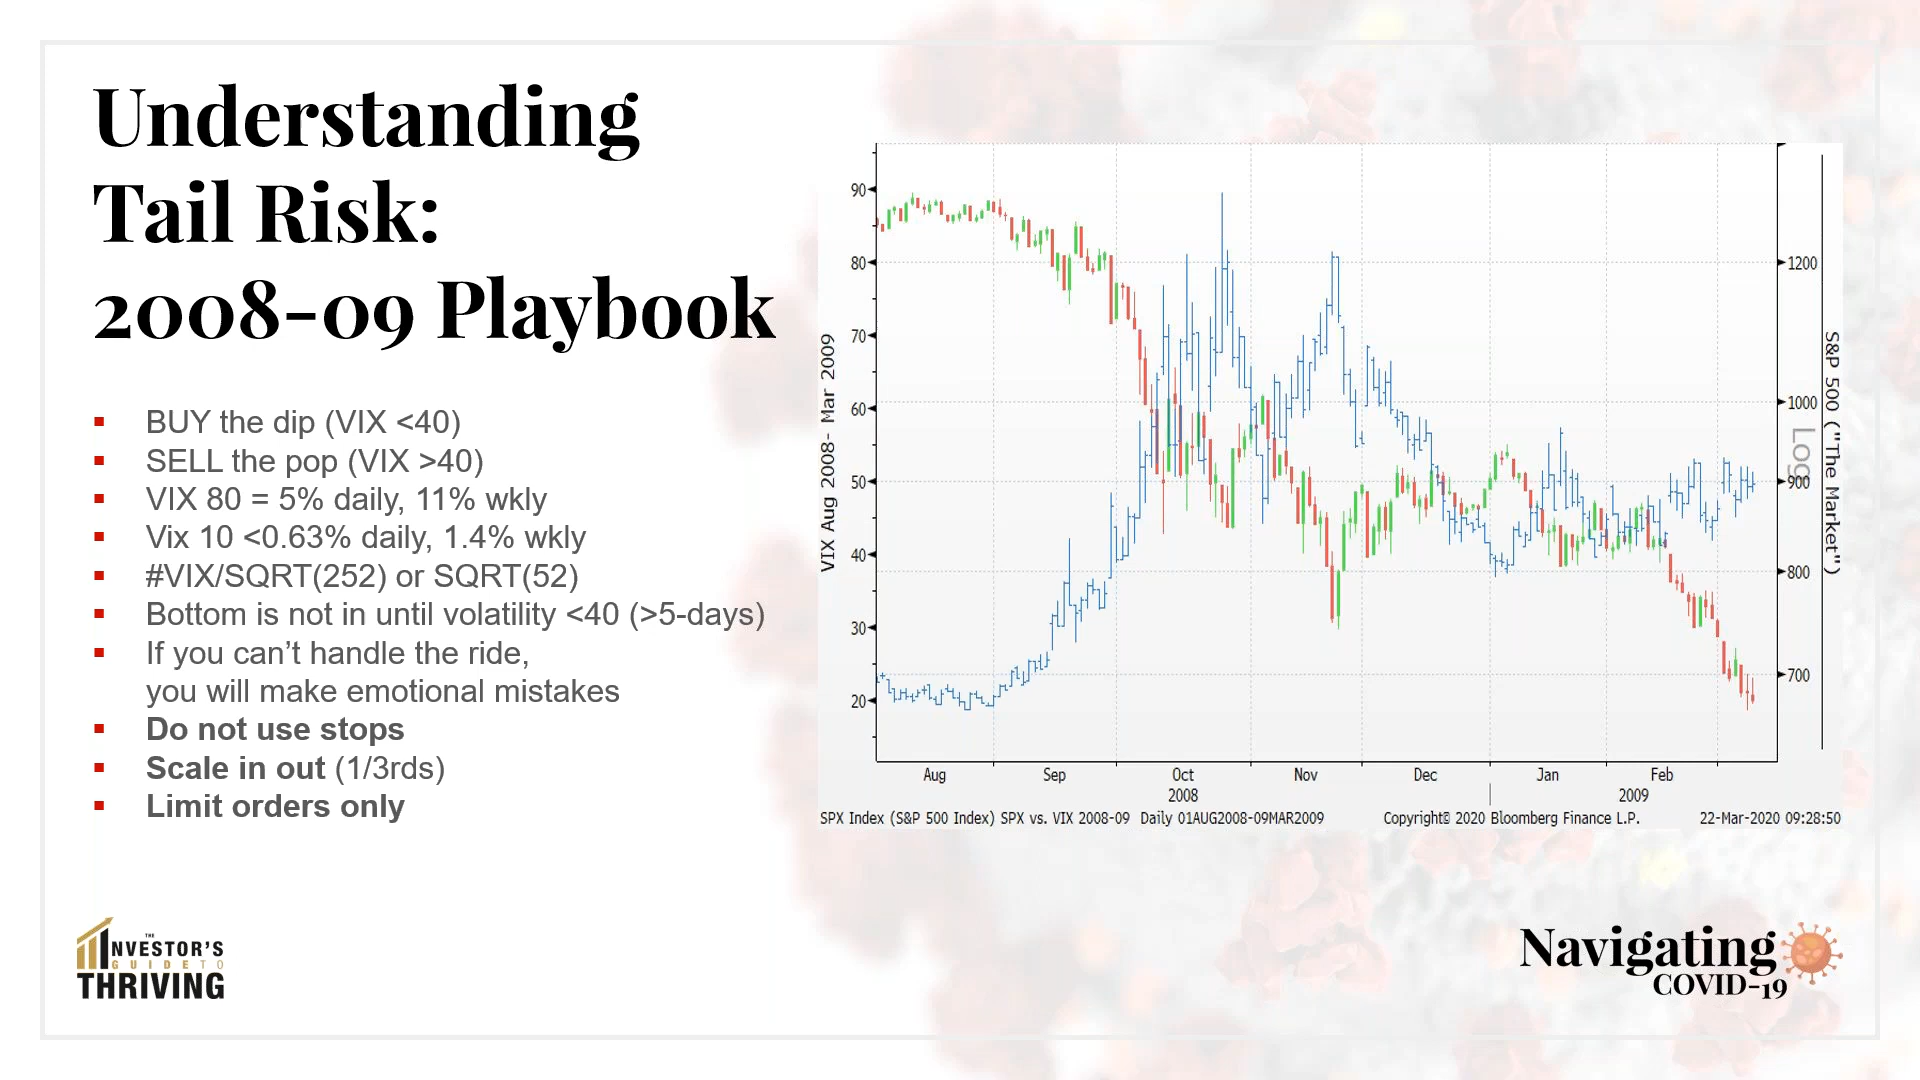 Understanding
Tail Risk:
2008-09 Playbook
▪ BUY the dip (VIX <40)
▪ SELL the pop (VIX >40)
▪ VIX 80 = 5% daily, 11% wkly
▪ Vix 10 <0.63% daily, 1.4% wkly
▪ #VIX/SQRT(252) or SQRT(52)
▪ Bottom is not in until volatility <40 (>5-days)
▪ If you can’t handle the ride,
you will make emotional mistakes
▪ Do not use stops
▪ Scale in out (1/3rds)
▪ Limit orders only
VIX Aug 2008- Mar 2009
90
80
70
60
50
40
30
20
1200
1000
900
800
700
Log
S&P 500 ("The Market")
Aug Sep Oct Nov Dec Jan Feb
2008 2009
SPX Index (S&P 500 Index) SPX vs. VIX 2008-09 Daily 01AUG2008-09MAR2009 Copyright© 2020 Bloomberg Finance L.P. 22-Mar-2020 09:28:50
THE
INVESTOR'S
GUIDE TO
THRIVING
Navigating
COVID-19